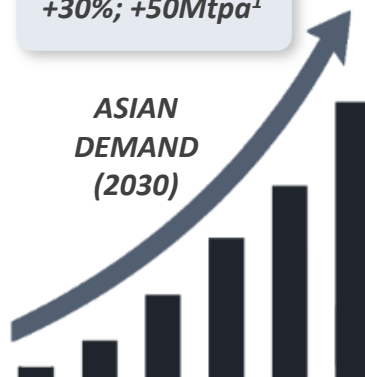 +30%; +50Mtpa¹
ASIAN
DEMAND
(2030)